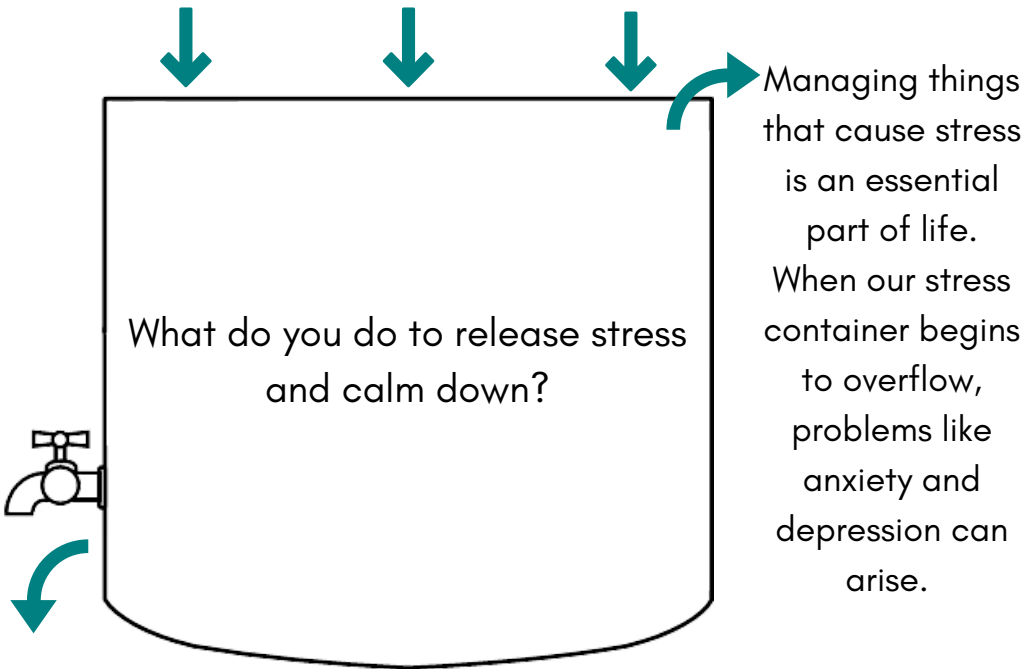 Managing things
that cause stress
is an essential
part of life.
When our stress
container begins
to overflow,
problems like
anxiety and
depression can
arise.
What do you do to release stress
and calm down?